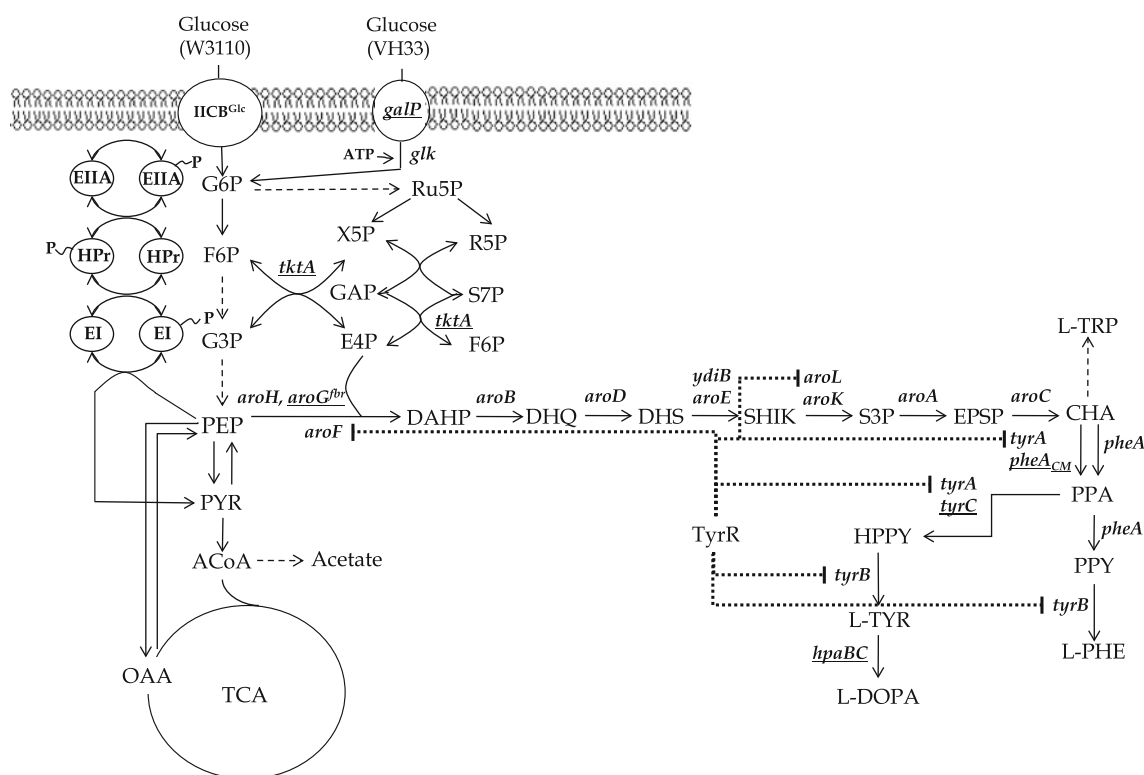 Glucose
(W3110)
Glucose
(VH33)
IICBGlc
galP
ATP
glk
EIIA
EIIA
P
G6P
Ru5P
X5P
R5P
P
HPr
HPr
F6P
tktA
GAP
S7P
tktA
P
EI
EI
G3P
E4P
F6P
L-TRP
aroH, aroGfbr
aroB
aroD
ydiB
aroE
aroL
aroK
aroA
aroC
PEP
DAHP
DHQ
DHS
SHIK
S3P
EPSP
CHA
aroF
tyrA
pheACM
pheA
tyrA
tyrC
PPA
PYR
TyrR
HPPY
pheA
ACoA
Acetate
PPY
tyrB
tyrB
L-TYR
L-PHE
hpaBC
OAA
TCA
L-DOPA